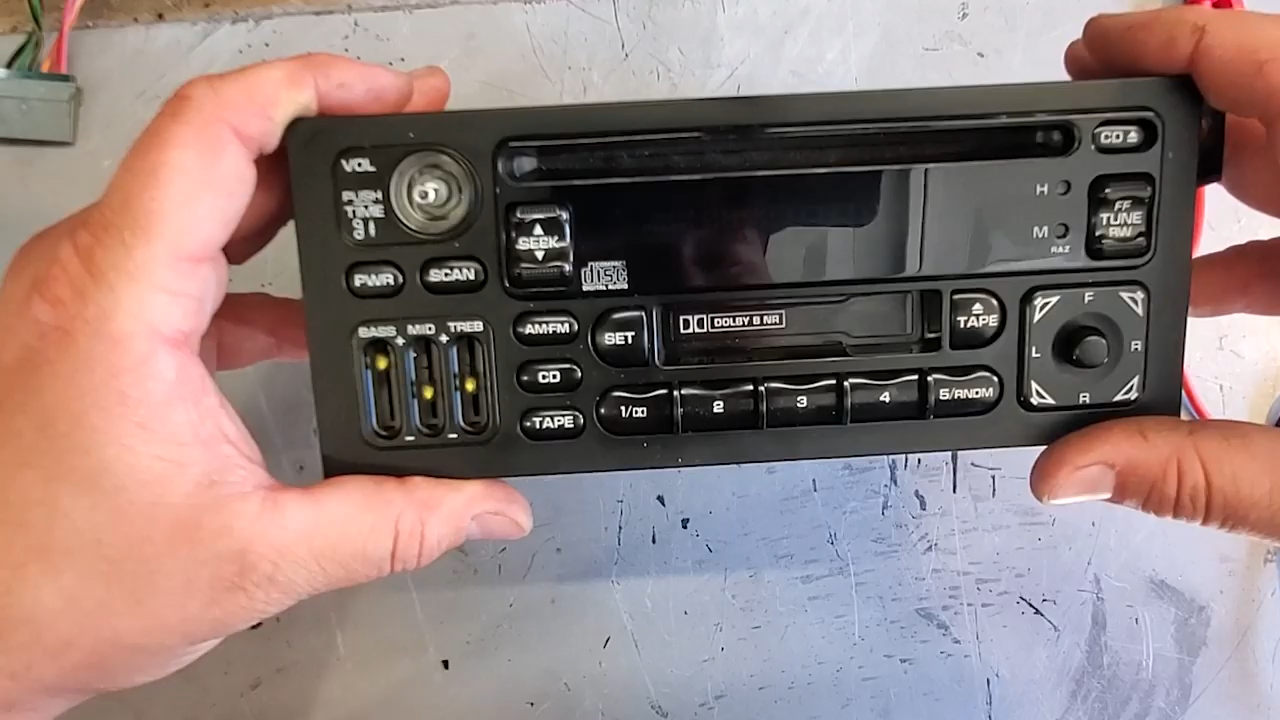 VOL
PUSH
TIME
CD ⏏
H
M
RAZ
FF
TUNE
RW
SEEK
COMPACT
disc
DIGITAL AUDIO
PWR
SCAN
BASS MID TREB
+ +
- -
AM-FM
SET
DOLBY B NR
TAPE
CD
TAPE
1/
2
3
4
5/RNDM
F
L
R
R